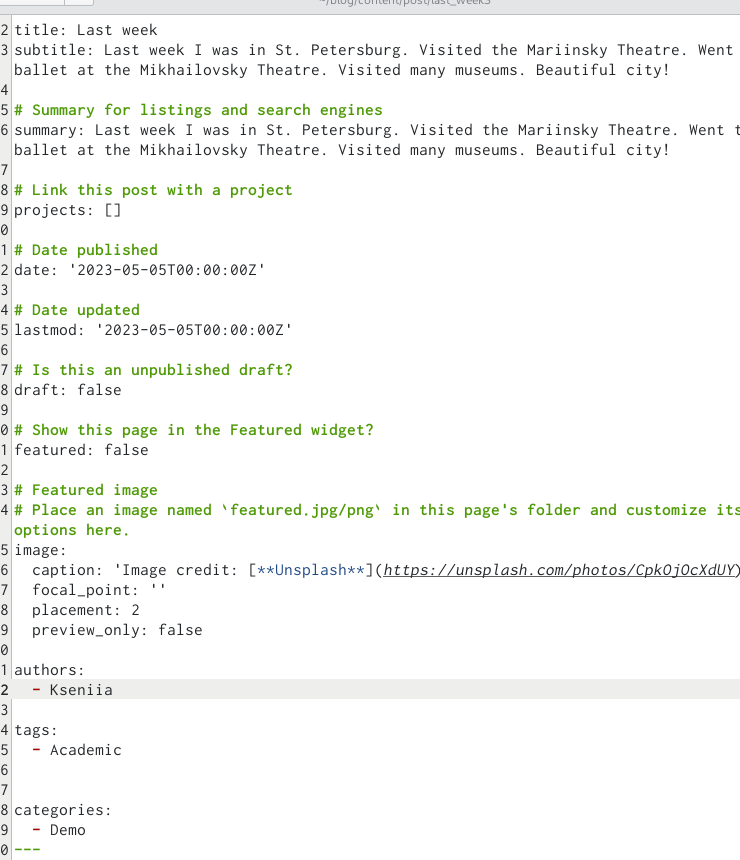 ~/blog/content/post/last_week3
2 title: Last week
3 subtitle: Last week I was in St. Petersburg. Visited the Mariinsky Theatre. Went
ballet at the Mikhailovsky Theatre. Visited many museums. Beautiful city!
4
5 # Summary for listings and search engines
6 summary: Last week I was in St. Petersburg. Visited the Mariinsky Theatre. Went t
ballet at the Mikhailovsky Theatre. Visited many museums. Beautiful city!
7
8 # Link this post with a project
9 projects: []
0
1 # Date published
2 date: '2023-05-05T00:00:00Z'
3
4 # Date updated
5 lastmod: '2023-05-05T00:00:00Z'
6
7 # Is this an unpublished draft?
8 draft: false
9
0 # Show this page in the Featured widget?
1 featured: false
2
3 # Featured image
4 # Place an image named `featured.jpg/png` in this page's folder and customize its
options here.
5 image:
6 caption: 'Image credit: [**Unsplash**](https://unsplash.com/photos/CpkOjOcXdUY)
7 focal_point: ''
8 placement: 2
9 preview_only: false
0
1 authors:
2 - Kseniia
3
4 tags:
5 - Academic
6
7
8 categories:
9 - Demo
0 ---